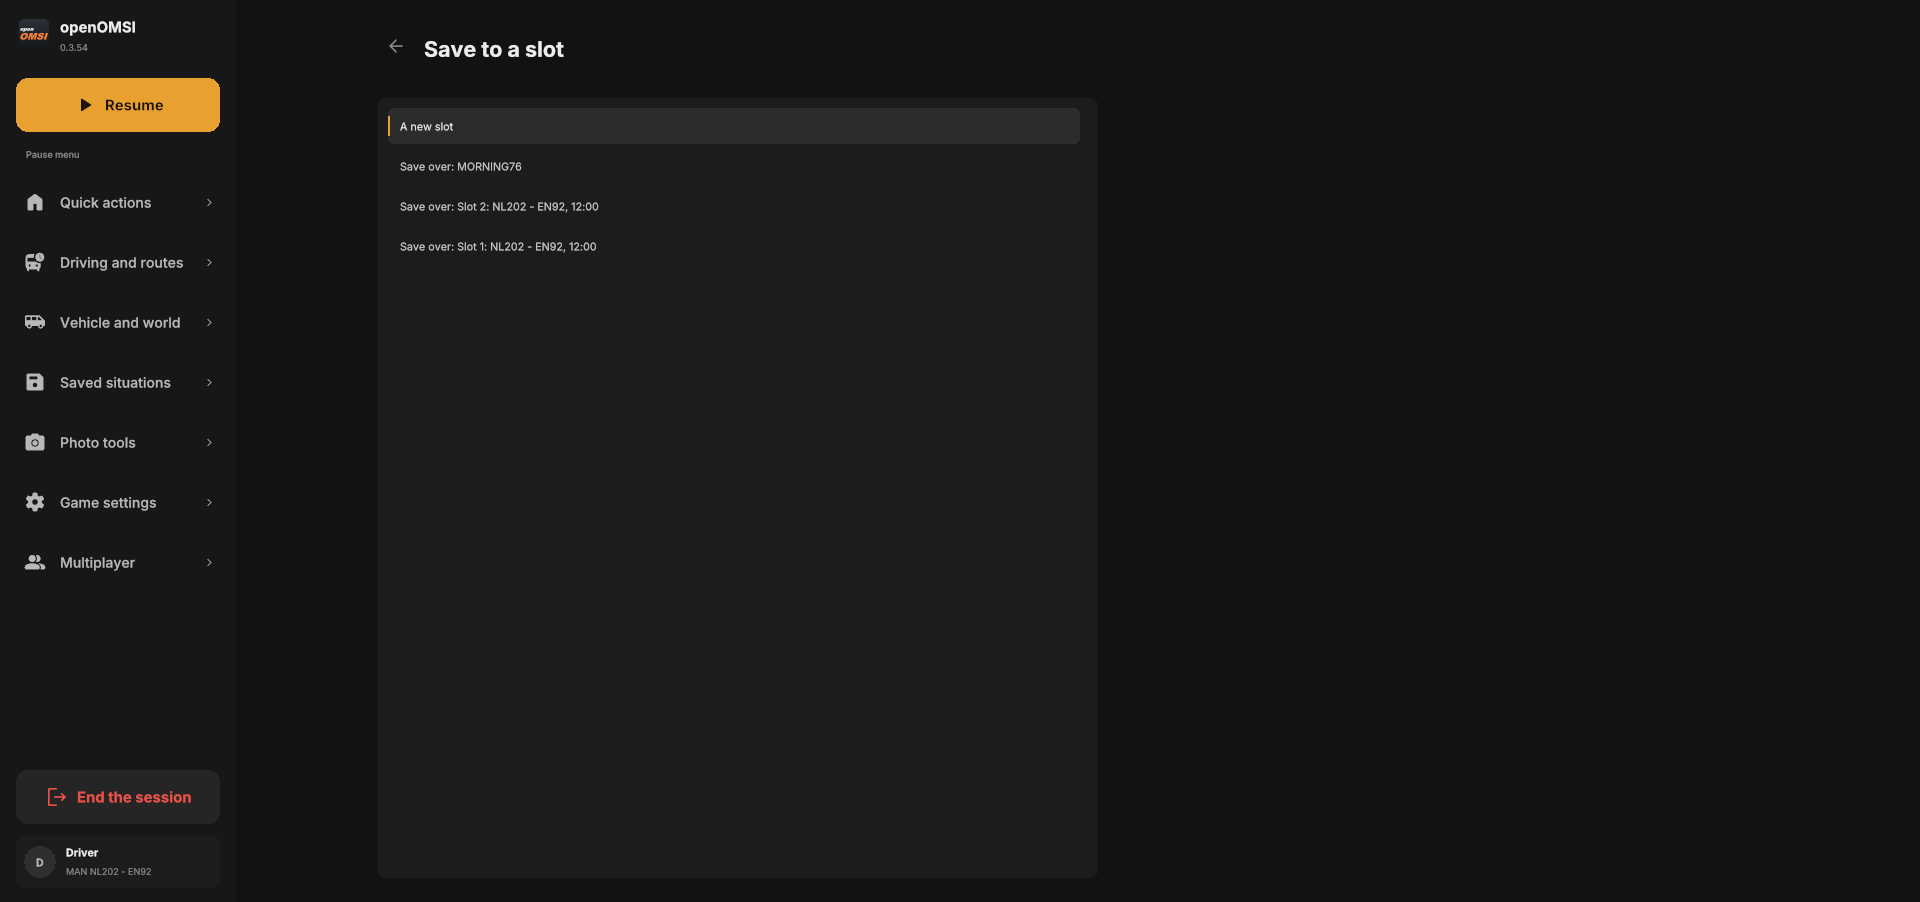 open
OMSI
openOMSI
0.3.54
Resume
Pause menu
Quick actions
Driving and routes
Vehicle and world
Saved situations
Photo tools
Game settings
Multiplayer
End the session
D
Driver
MAN NL202 - EN92
Save to a slot
A new slot
Save over: MORNING76
Save over: Slot 2: NL202 - EN92, 12:00
Save over: Slot 1: NL202 - EN92, 12:00